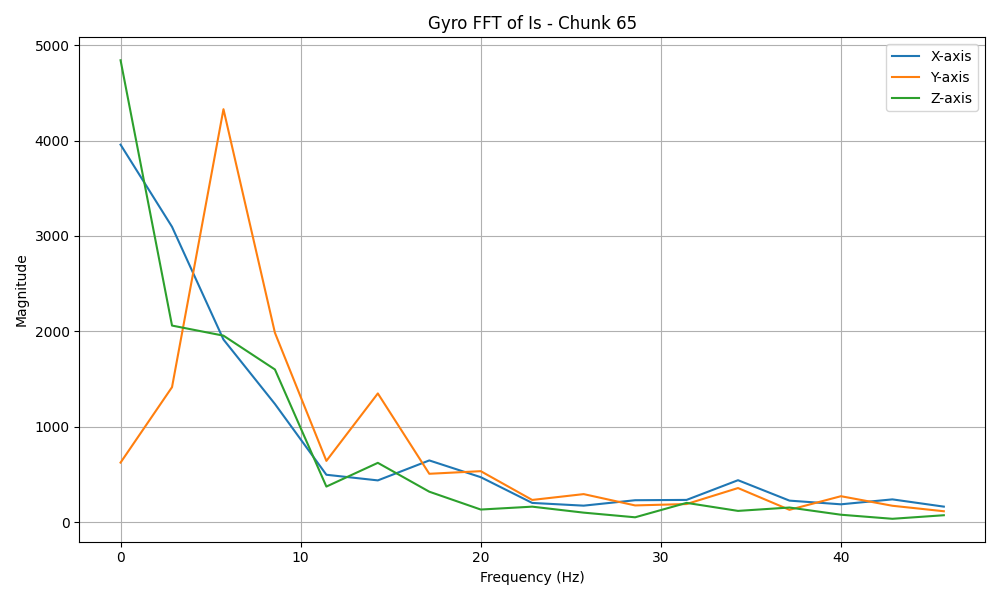 Gyro FFT of Is - Chunk 65
X-axis
Y-axis
Z-axis
5000
4000
3000
2000
1000
0
Magnitude
0 10 20 30 40
Frequency (Hz)